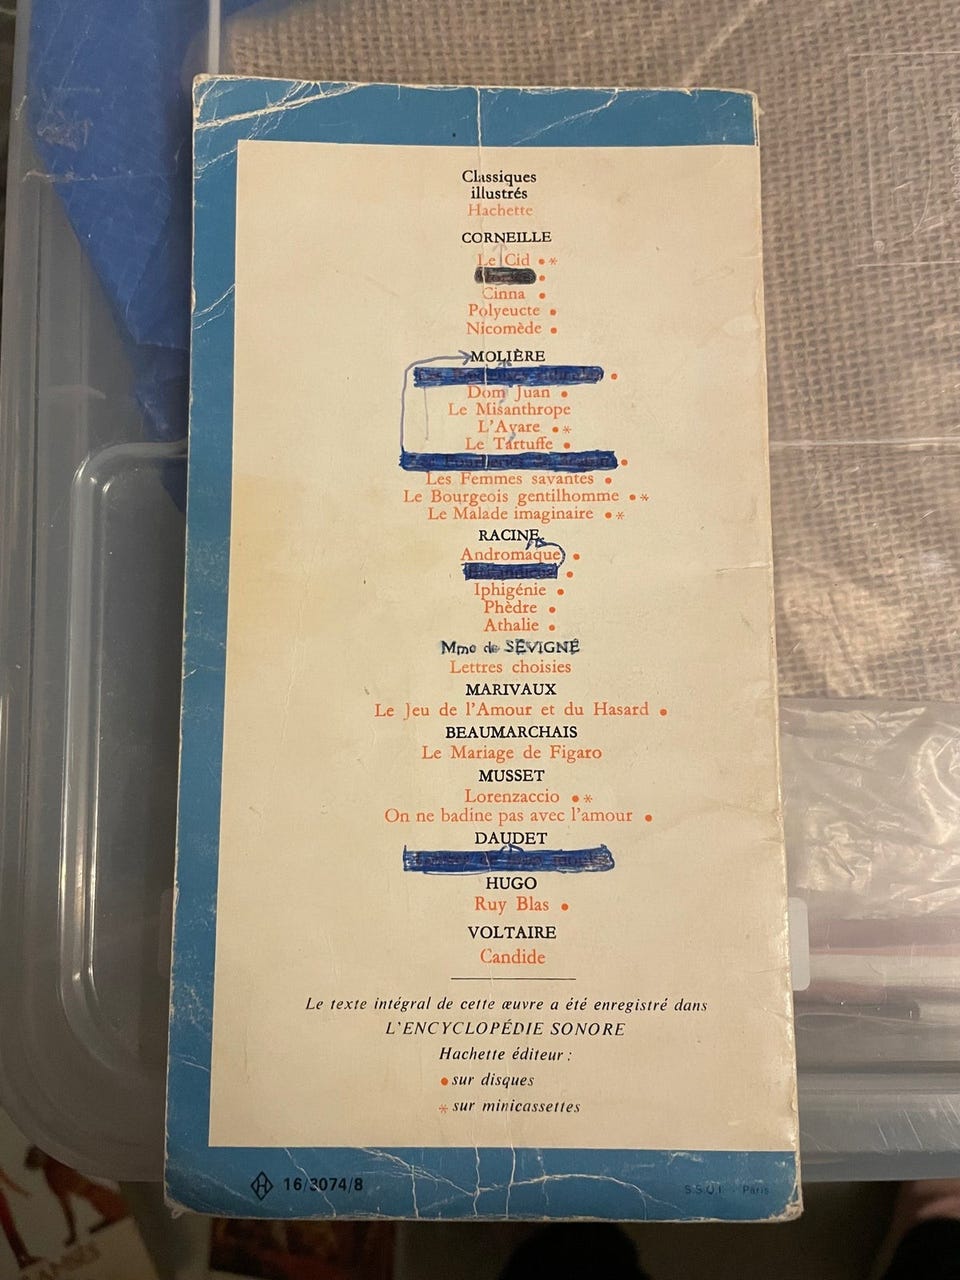 Classiques
illustrés
Hachette
CORNEILLE
Le Cid •*
•
Cinna •
Polyeucte •
Nicomède •
MOLIÈRE
•
Dom Juan •
Le Misanthrope
L'Avare •*
Le Tartuffe •
•
Les Femmes savantes •
Le Bourgeois gentilhomme •*
Le Malade imaginaire •*
RACINE
Andromaque •
•
Iphigénie •
Phèdre •
Athalie •
Mme de SÉVIGNÉ
Lettres choisies
MARIVAUX
Le Jeu de l'Amour et du Hasard •
BEAUMARCHAIS
Le Mariage de Figaro
MUSSET
Lorenzaccio •*
On ne badine pas avec l'amour •
DAUDET
HUGO
Ruy Blas •
VOLTAIRE
Candide
Le texte intégral de cette œuvre a été enregistré dans
L'ENCYCLOPÉDIE SONORE
Hachette éditeur :
• sur disques
* sur minicassettes
H 16/3074/8
Paris